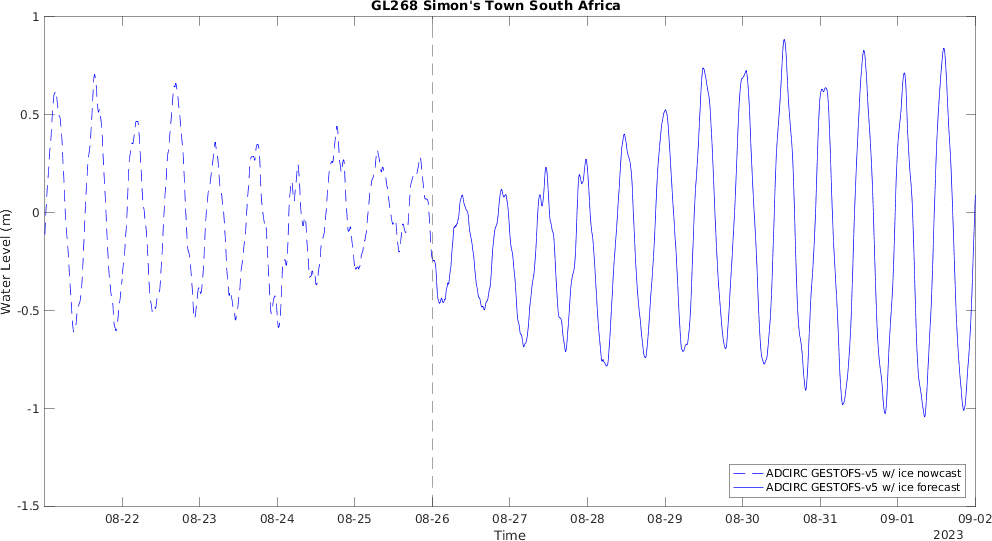 GL268 Simon's Town South Africa
1
0.5
0
-0.5
-1
-1.5
Water Level (m)
ADCIRC GESTOFS-v5 w/ ice nowcast
ADCIRC GESTOFS-v5 w/ ice forecast
08-22 08-23 08-24 08-25 08-26 08-27 08-28 08-29 08-30 08-31 09-01 09-02
Time
2023